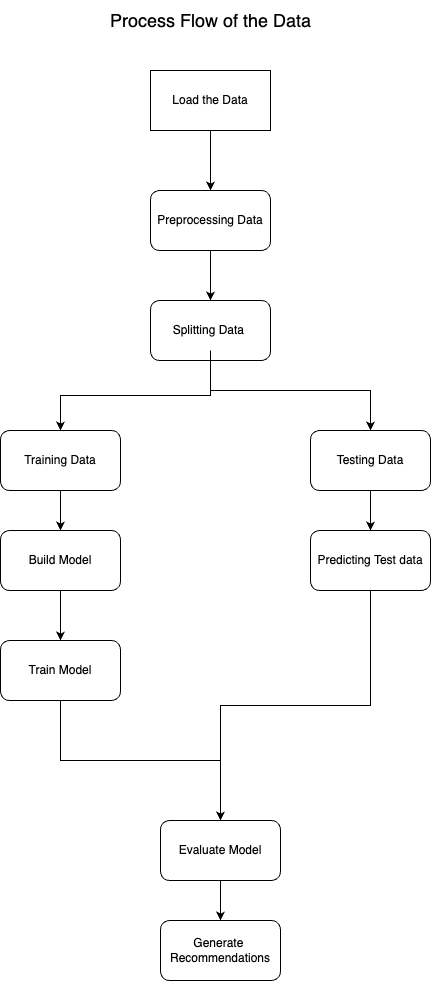 Process Flow of the Data
Load the Data
Preprocessing Data
Splitting Data
Training Data
Testing Data
Build Model
Predicting Test data
Train Model
Evaluate Model
Generate
Recommendations